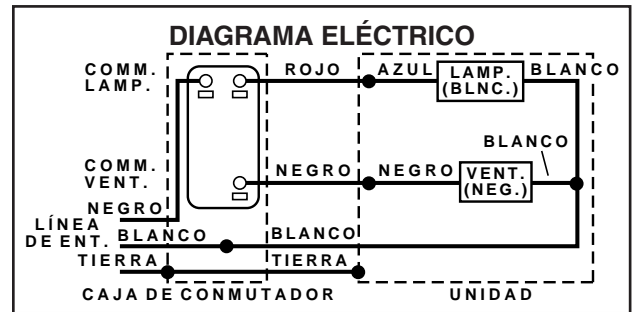 DIAGRAMA ELÉCTRICO
COMM. LAMP.
ROJO
AZUL
LAMP. (BLNC.)
BLANCO
BLANCO
COMM. VENT.
NEGRO
NEGRO
VENT. (NEG.)
NEGRO
LÍNEA DE ENT.
BLANCO
BLANCO
TIERRA
TIERRA
CAJA DE CONMUTADOR
UNIDAD